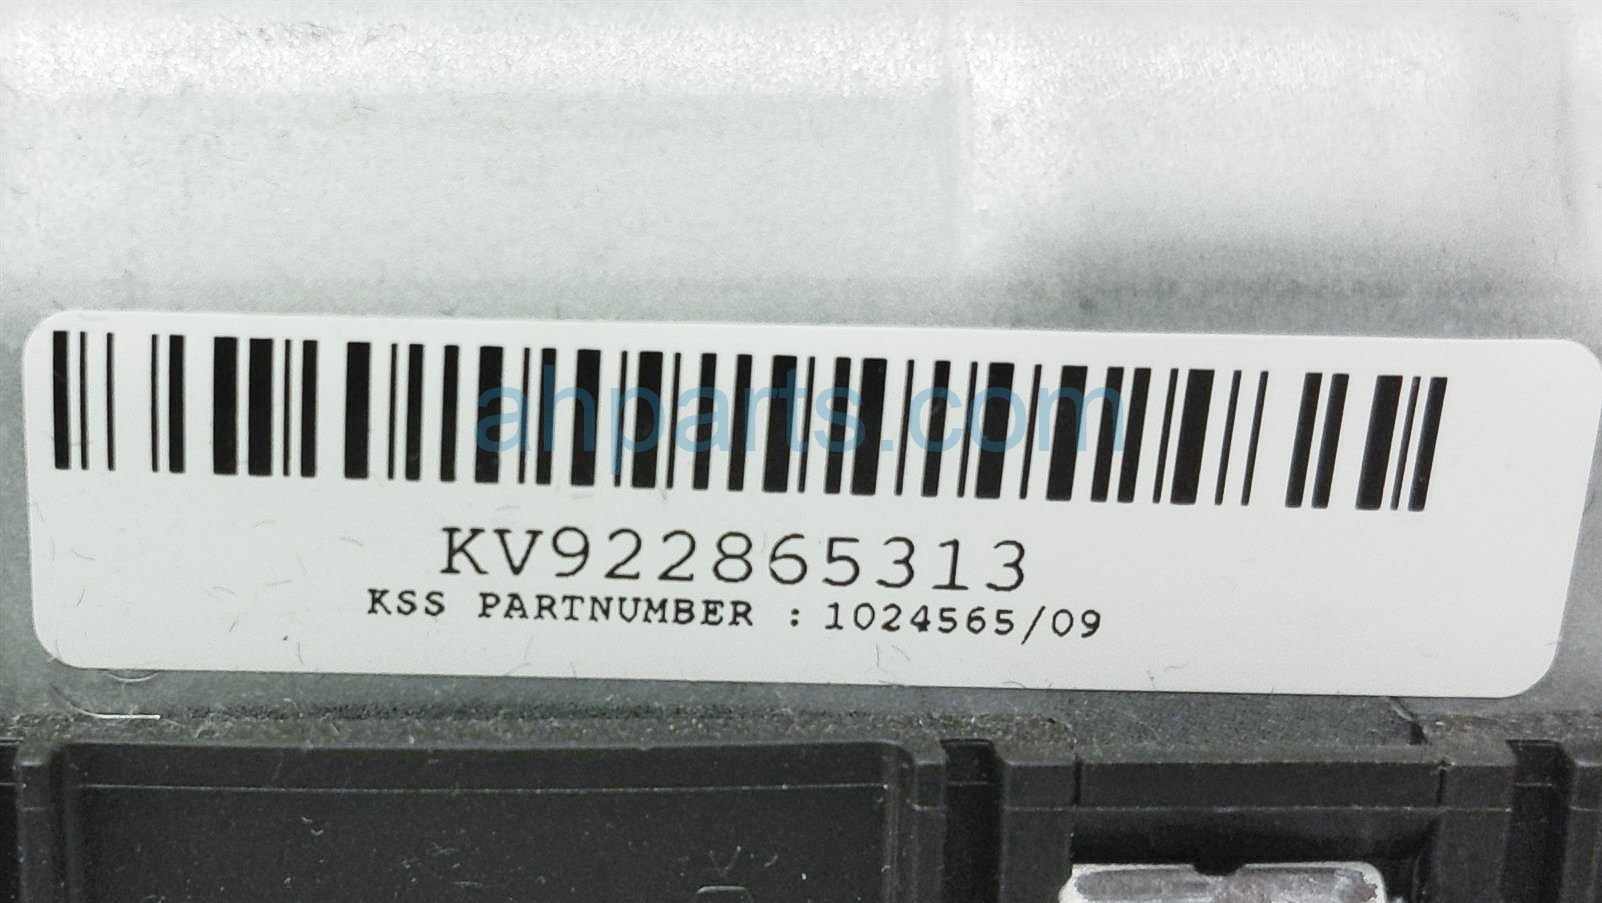 ahparts.com
KV922865313
KSS PARTNUMBER : 1024565/09